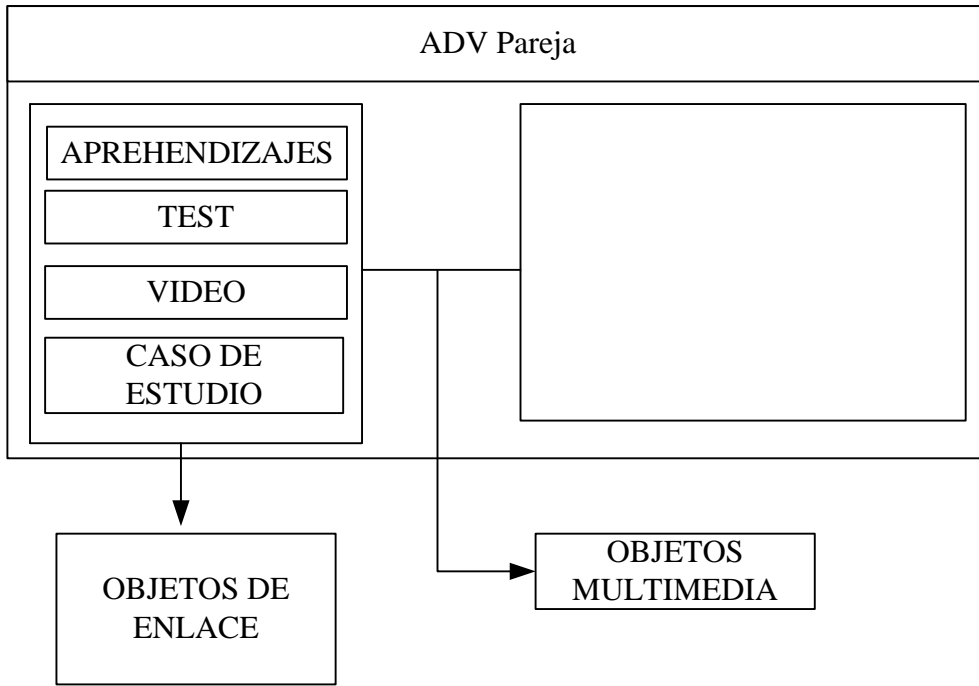 ADV Pareja
APREHENDIZAJES
TEST
VIDEO
CASO DE
ESTUDIO
OBJETOS DE
ENLACE
OBJETOS
MULTIMEDIA